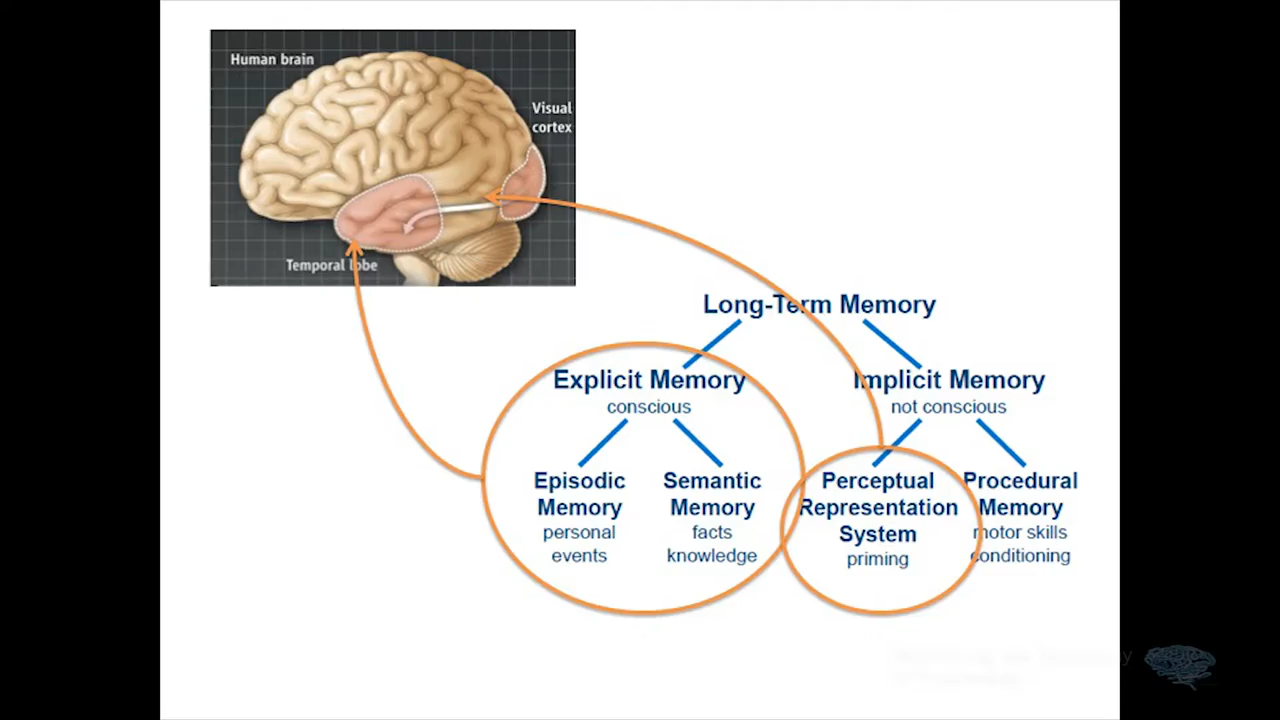 Human brain
Visual
cortex
Temporal lobe
Long-Term Memory
Explicit Memory
conscious
Implicit Memory
not conscious
Episodic
Memory
personal
events
Semantic
Memory
facts
knowledge
Perceptual
Representation
System
priming
Procedural
Memory
motor skills
conditioning